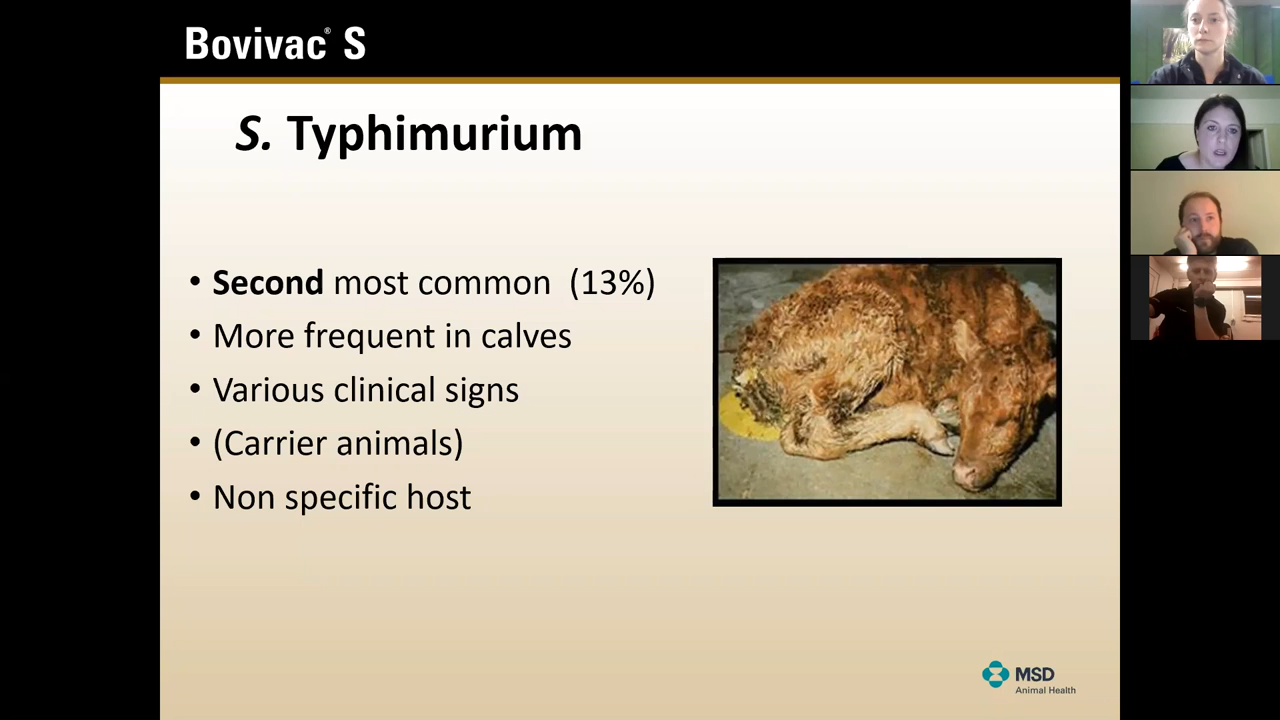 Bovivac® S
S. Typhimurium
• Second most common (13%)
• More frequent in calves
• Various clinical signs
• (Carrier animals)
• Non specific host
MSD
Animal Health